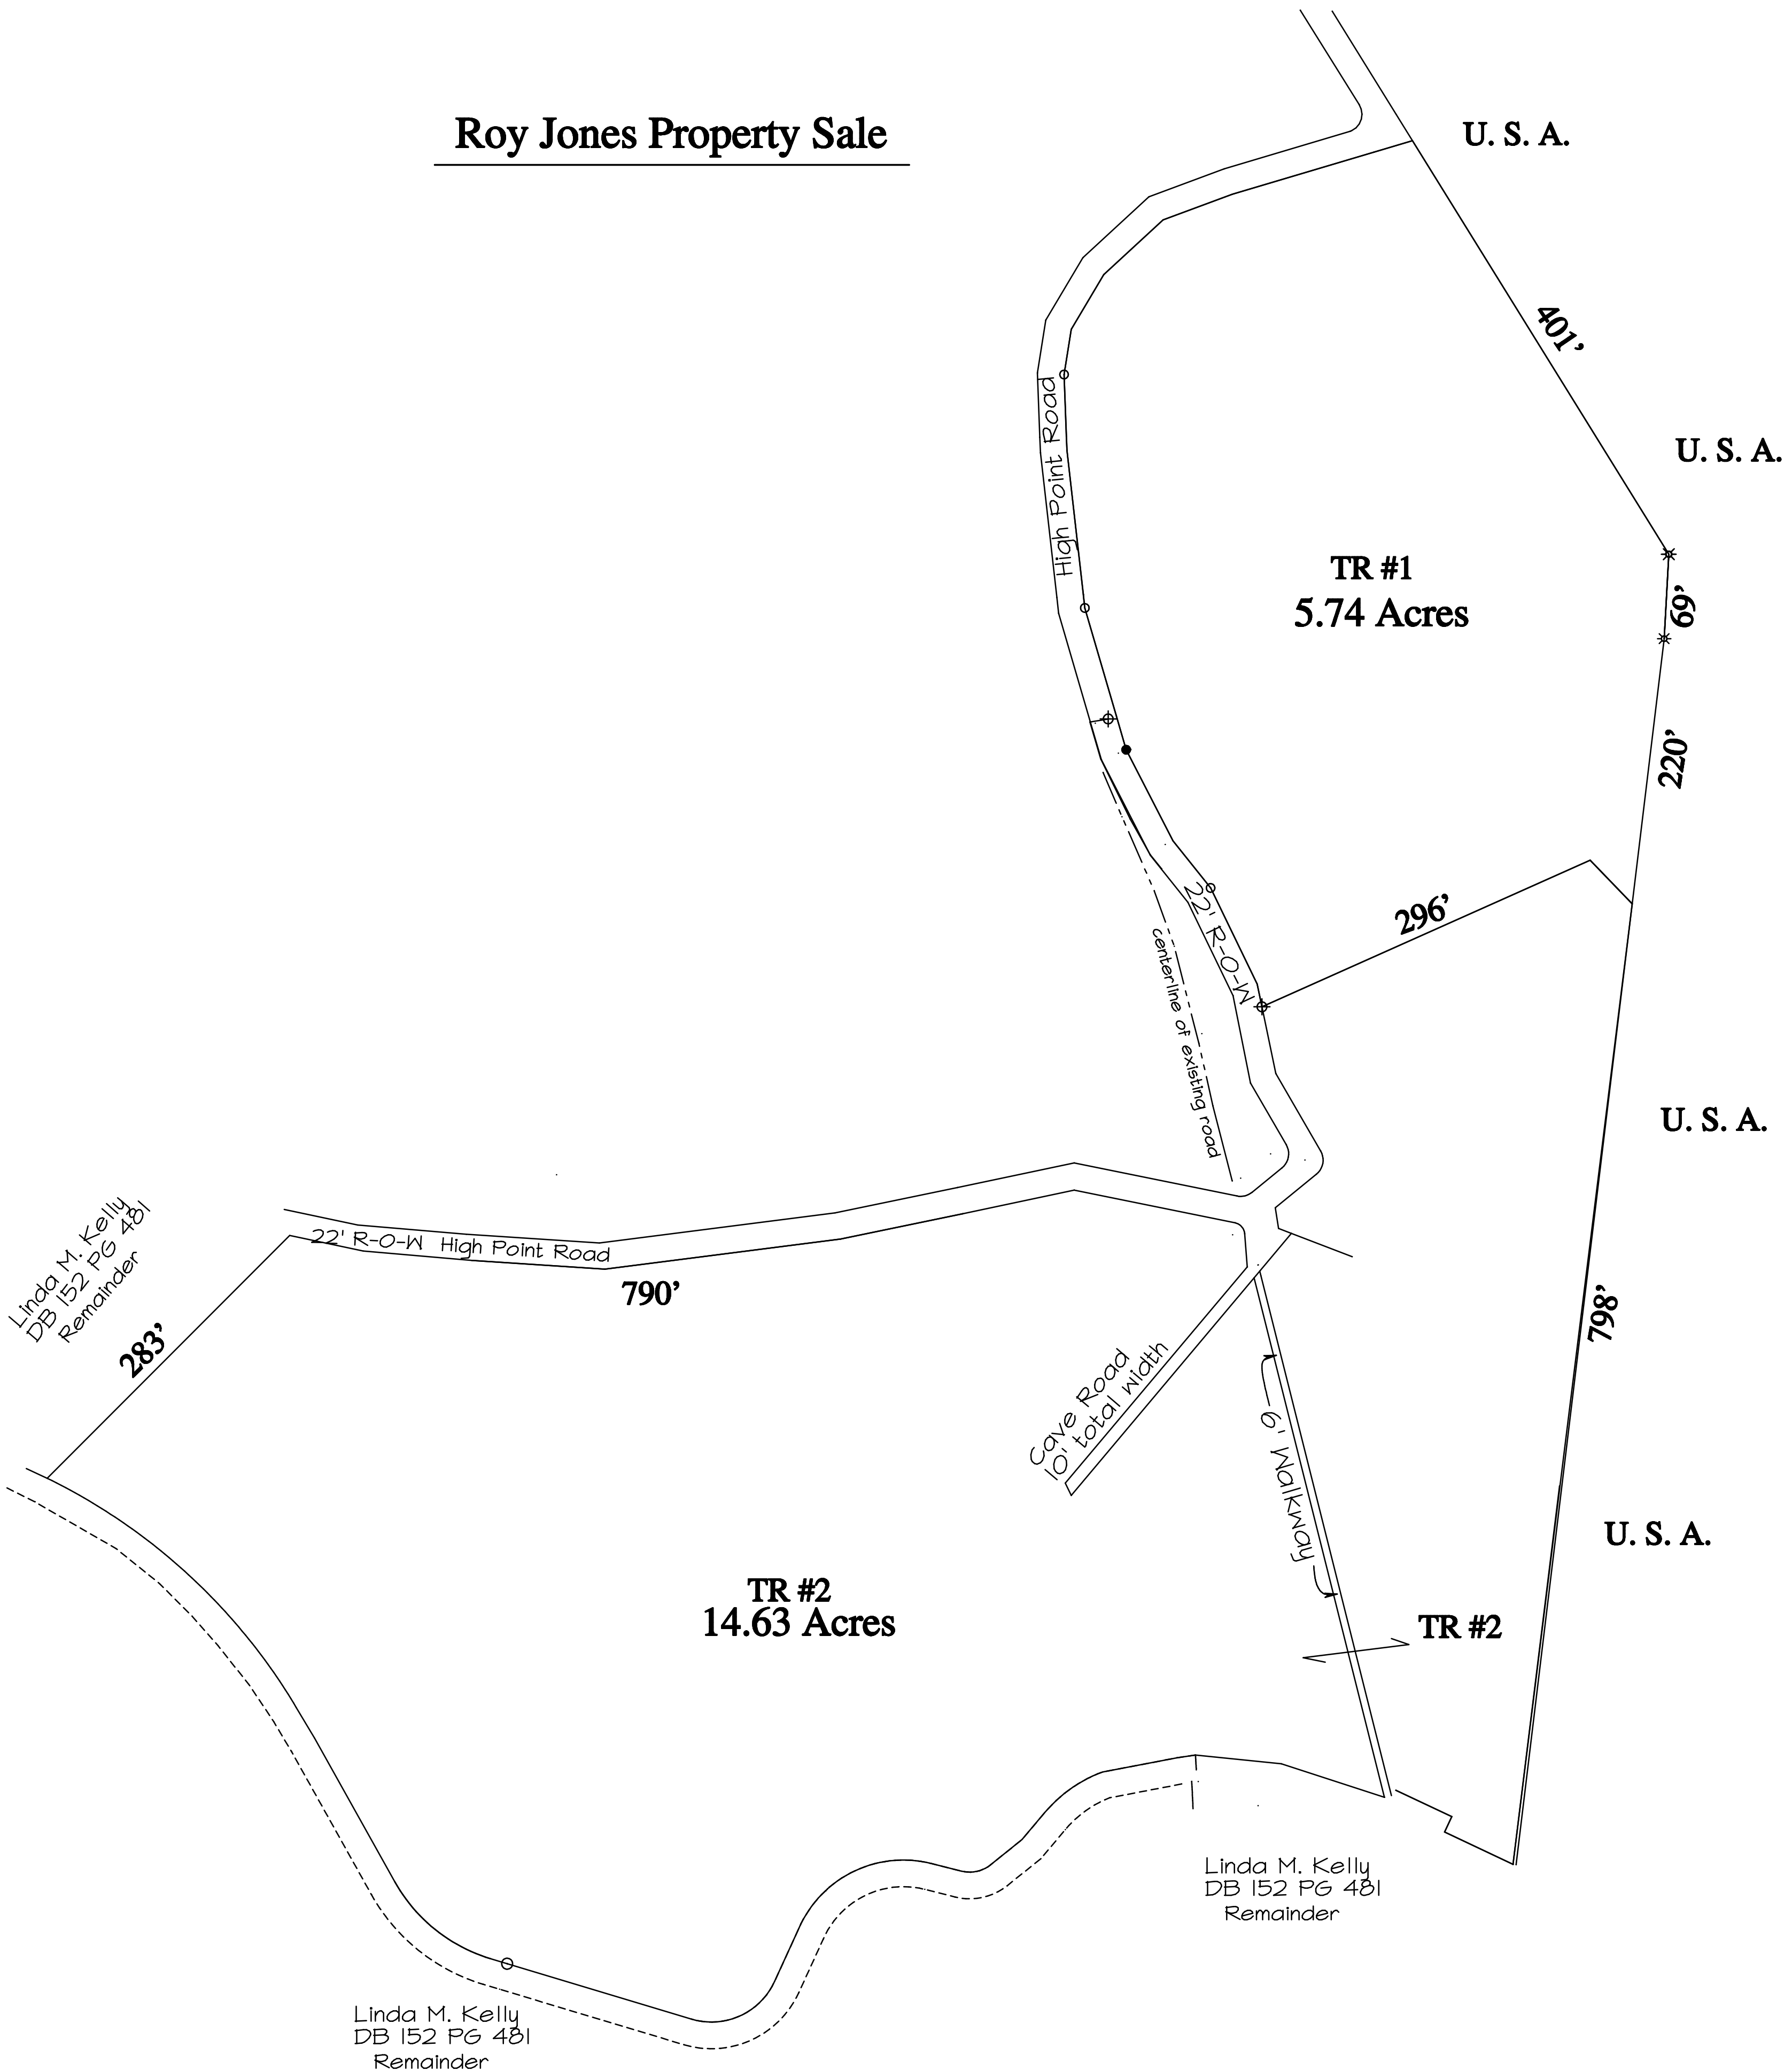 Roy Jones Property Sale
U. S. A.
401'
U. S. A.
High Point Road
TR #1
5.74 Acres
69'
220'
22' R-O-W
296'
centerline of existing road
U. S. A.
Linda M. Kelly
DB 152 PG 481
Remainder
22' R-O-W High Point Road
790'
283'
798'
Cave Road
10' total width
6' Walkway
U. S. A.
TR #2
14.63 Acres
TR #2
Linda M. Kelly
DB 152 PG 481
Remainder
Linda M. Kelly
DB 152 PG 481
Remainder